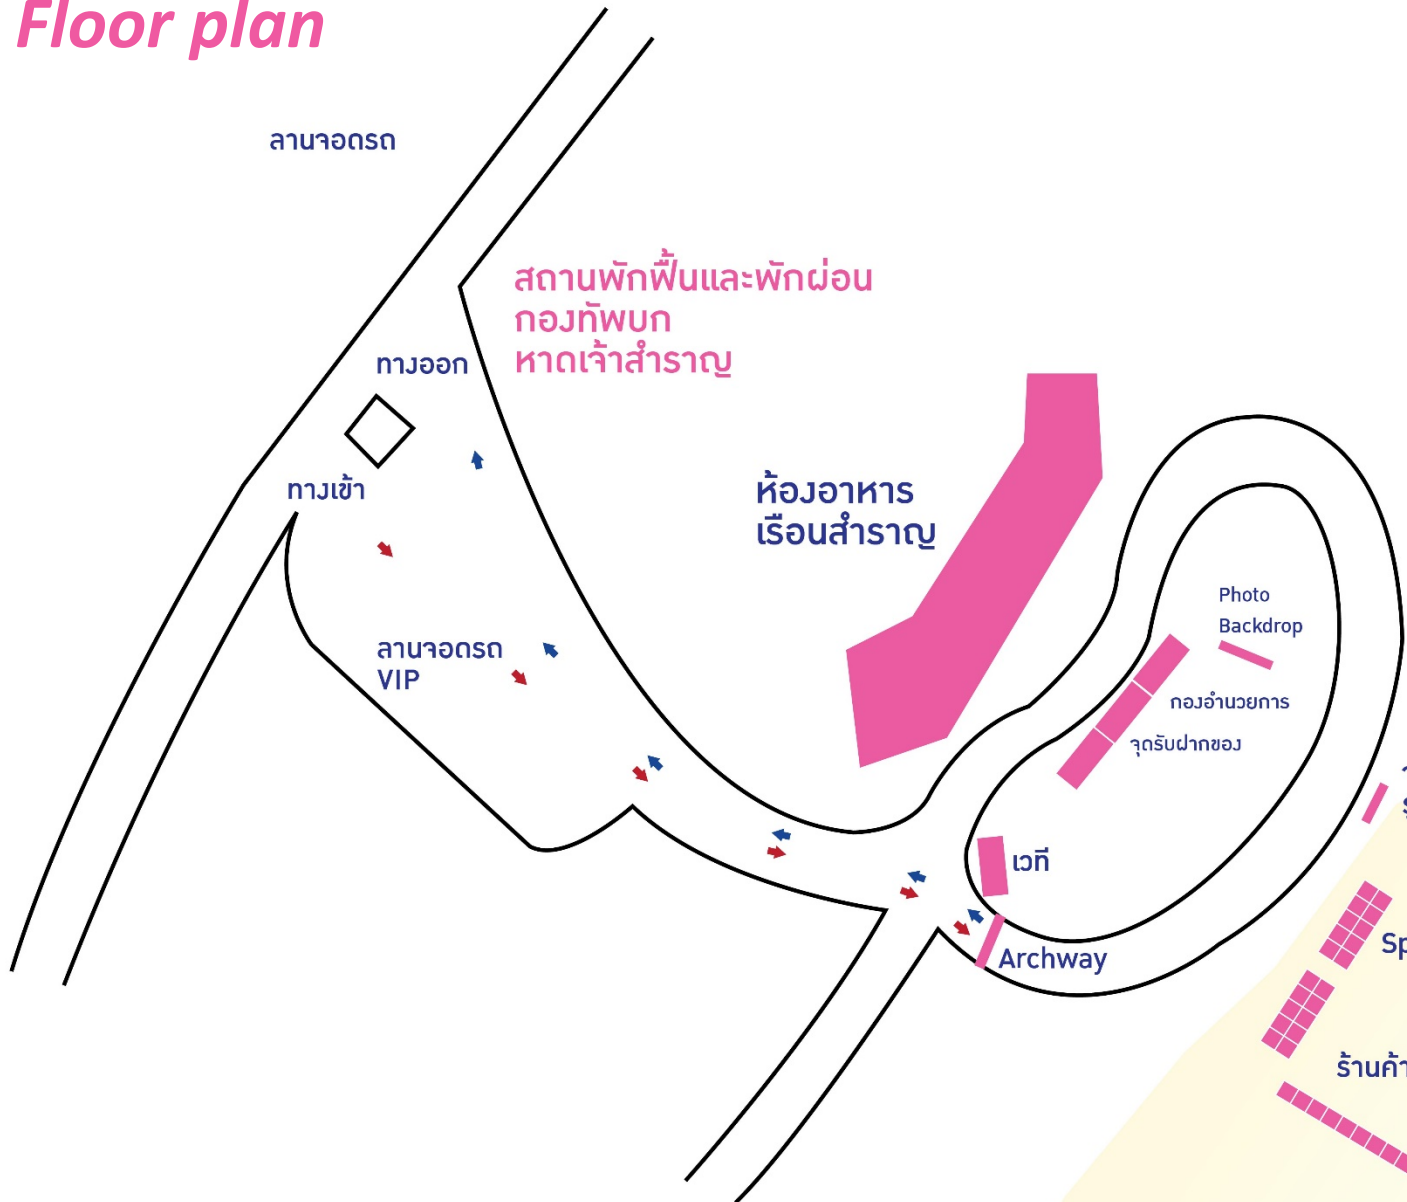 Floor plan
ลานจอดรถ
สถานพักฟื้นและพักผ่อน
กองทัพบก
หาดเจ้าสำราญ
ทางออก
ทางเข้า
ห้องอาหาร
เรือนสำราญ
ลานจอดรถ
VIP
Photo
Backdrop
กองอำนวยการ
จุดรับฝากของ
เวที
Archway
ร้านค้า